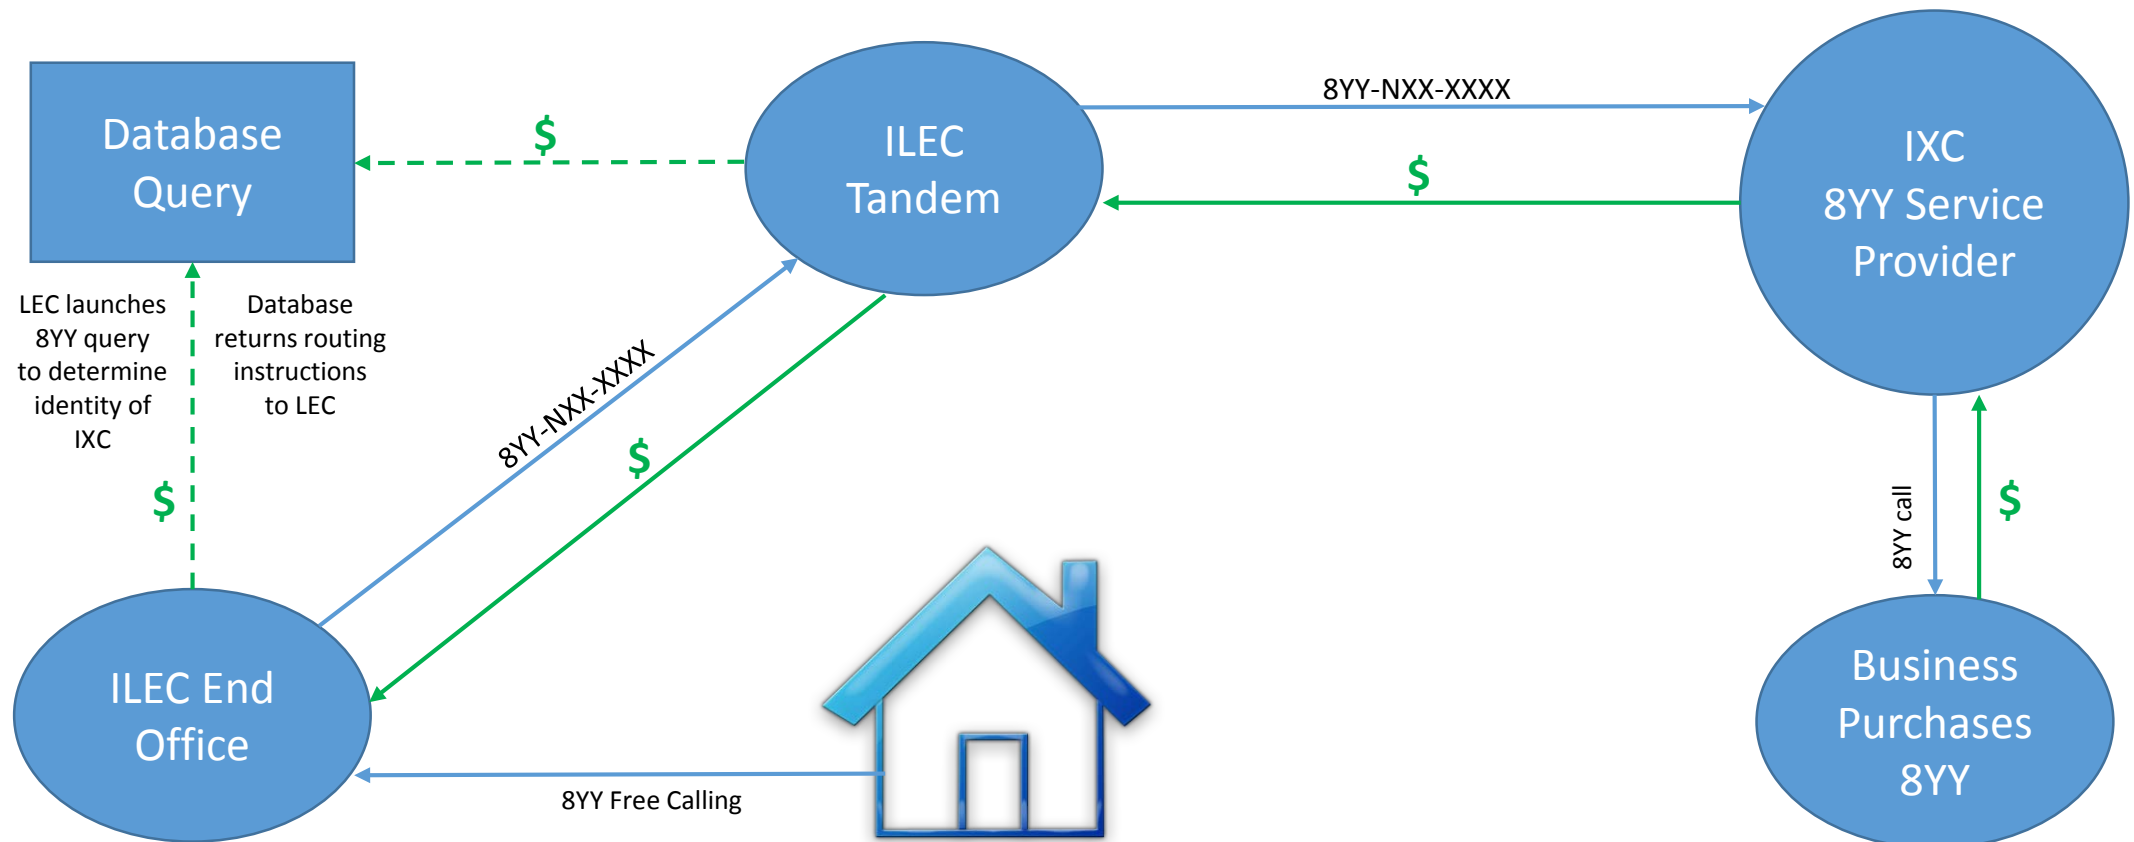 Database
Query
$
ILEC
Tandem
8YY-NXX-XXXX
$
IXC
8YY Service
Provider
LEC launches
8YY query
to determine
identity of
IXC
Database
returns routing
instructions
to LEC
$
8YY-NXX-XXXX
$
8YY call
$
ILEC End
Office
8YY Free Calling
Business
Purchases
8YY